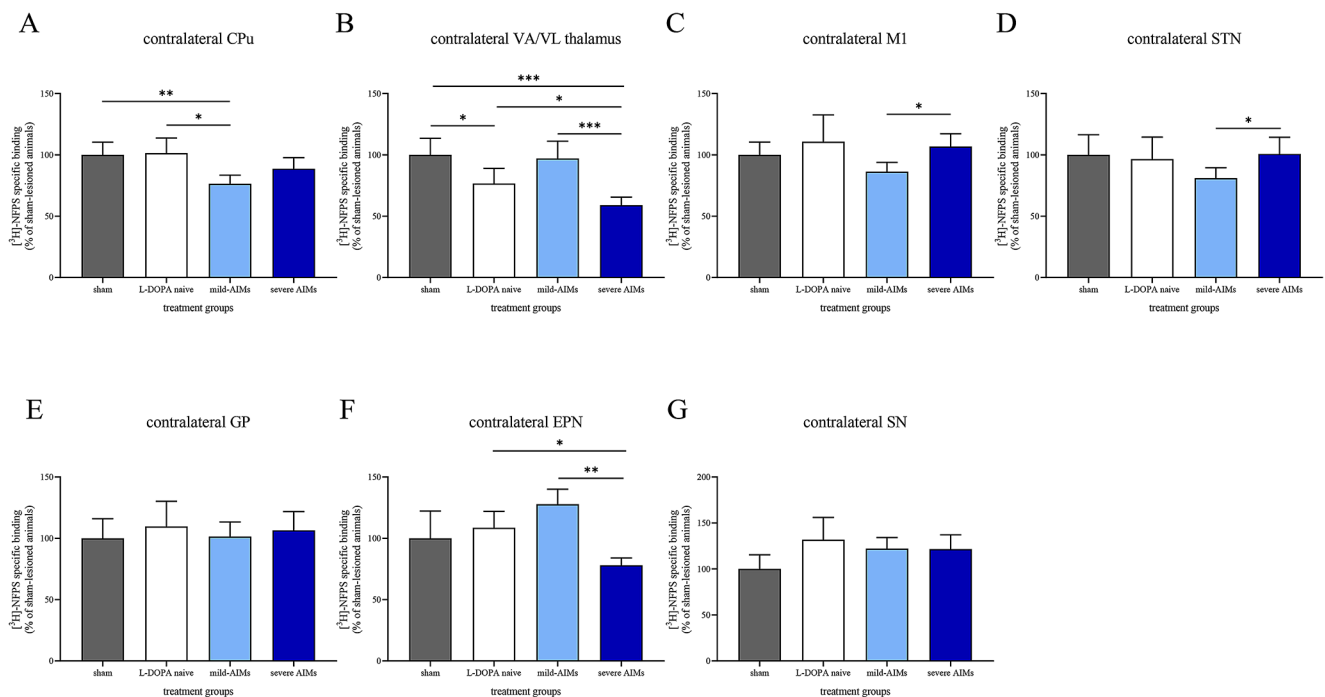 A
contralateral CPu
[³H]-NFPS specific binding
(% of sham-lesioned animals)
150
100
50
0
**
*
sham
L-DOPA naive
mild-AIMs
severe AIMs
treatment groups
B
contralateral VA/VL thalamus
[³H]-NFPS specific binding
(% of sham-lesioned animals)
150
100
50
0
***
*
*
***
sham
L-DOPA naive
mild-AIMs
severe AIMs
treatment groups
C
contralateral M1
[³H]-NFPS specific binding
(% of sham-lesioned animals)
150
100
50
0
*
sham
L-DOPA naive
mild-AIMs
severe AIMs
treatment groups
D
contralateral STN
[³H]-NFPS specific binding
(% of sham-lesioned animals)
150
100
50
0
*
sham
L-DOPA naive
mild-AIMs
severe AIMs
treatment groups
E
contralateral GP
[³H]-NFPS specific binding
(% of sham-lesioned animals)
150
100
50
0
sham
L-DOPA naive
mild-AIMs
severe AIMs
treatment groups
F
contralateral EPN
[³H]-NFPS specific binding
(% of sham-lesioned animals)
150
100
50
0
*
**
sham
L-DOPA naive
mild-AIMs
severe AIMs
treatment groups
G
contralateral SN
[³H]-NFPS specific binding
(% of sham-lesioned animals)
200
150
100
50
0
sham
L-DOPA naive
mild-AIMs
severe AIMs
treatment groups